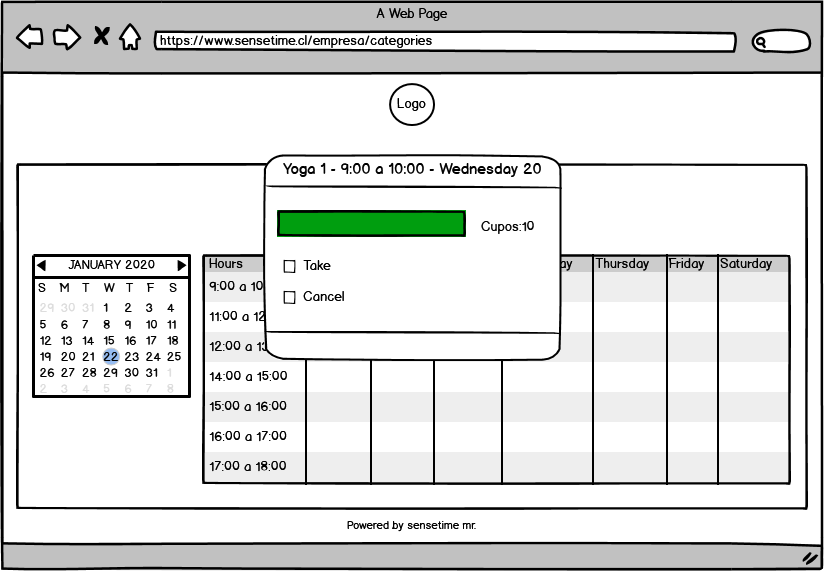 A Web Page
https://www.sensetime.cl/empresa/categories
Logo
Yoga 1 - 9:00 a 10:00 - Wednesday 20
Cupos:10
Take
Cancel
JANUARY 2020
S M T W T F S
29 30 31 1 2 3 4
5 6 7 8 9 10 11
12 13 14 15 16 17 18
19 20 21 22 23 24 25
26 27 28 29 30 31 1
2 3 4 5 6 7 8
Hours ay Thursday Friday Saturday
9:00 a 10
11:00 a 12
12:00 a 13
14:00 a 15:00
15:00 a 16:00
16:00 a 17:00
17:00 a 18:00
Powered by sensetime mr.